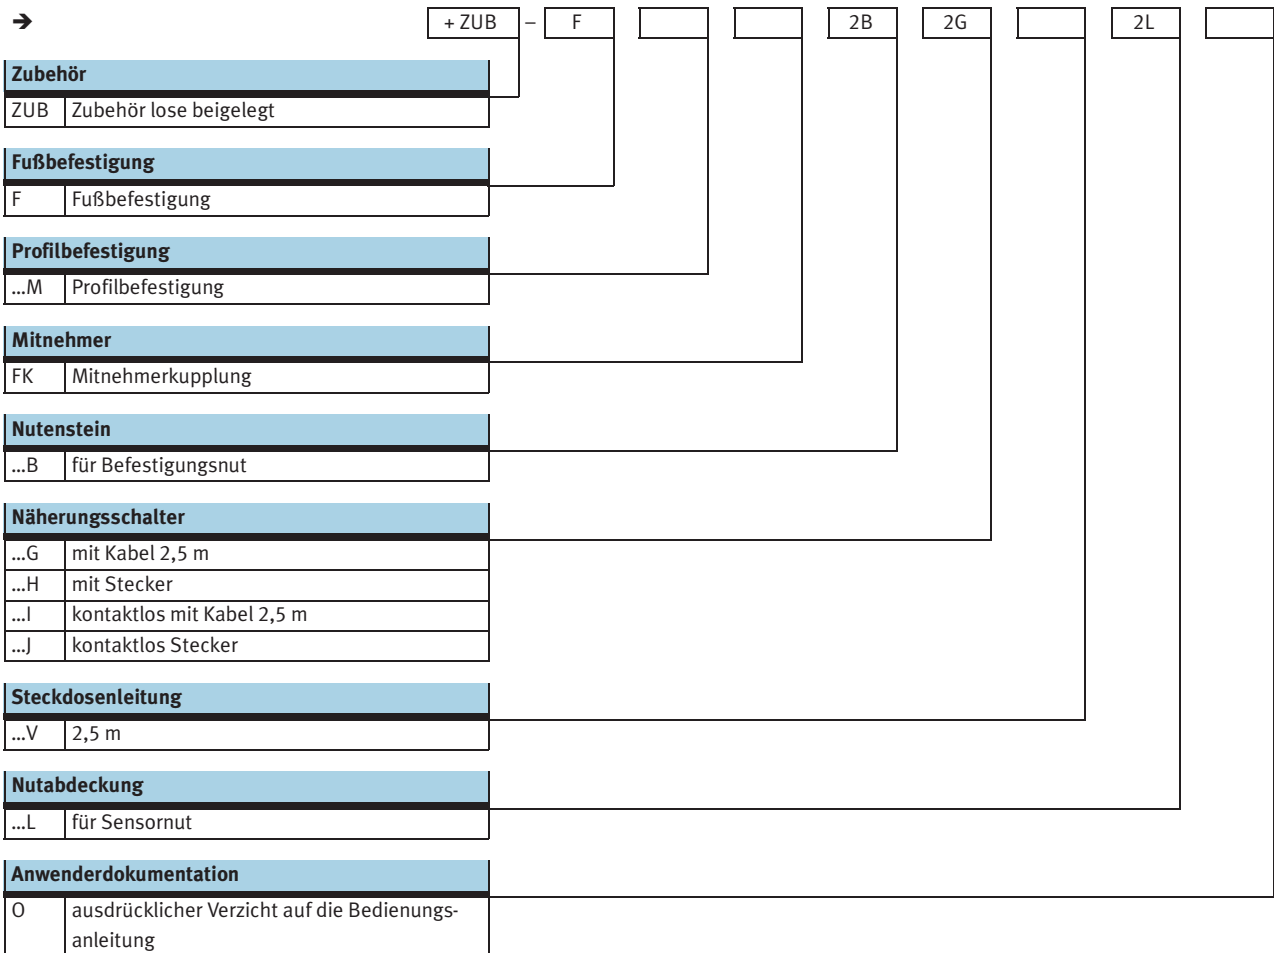 ➔ + ZUB – F 2B 2G 2L
Zubehör
ZUB Zubehör lose beigelegt
Fußbefestigung
F Fußbefestigung
Profilbefestigung
...M Profilbefestigung
Mitnehmer
FK Mitnehmerkupplung
Nutenstein
...B für Befestigungsnut
Näherungsschalter
...G mit Kabel 2,5 m
...H mit Stecker
...I kontaktlos mit Kabel 2,5 m
...J kontaktlos Stecker
Steckdosenleitung
...V 2,5 m
Nutabdeckung
...L für Sensornut
Anwenderdokumentation
O ausdrücklicher Verzicht auf die Bedienungs-
anleitung